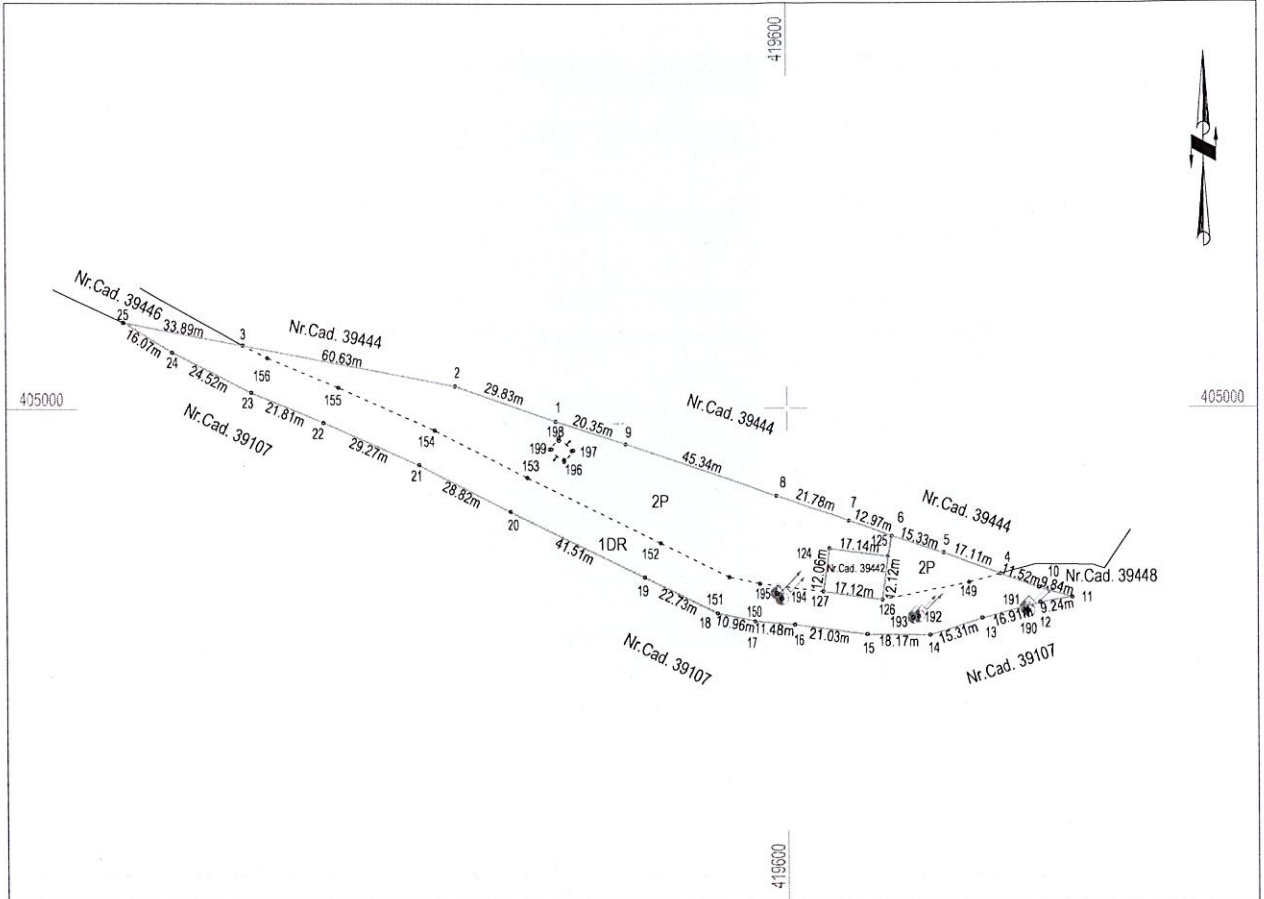 419600
Nr.Cad. 39446
25
33.89m
3
Nr.Cad. 39444
60.63m
16.07m
24
24.52m
156
2
29.83m
405000
405000
23
155
1
20.35m
Nr.Cad. 39444
21.81m
22
Nr.Cad. 39107
198
9
199
197
196
154
45.34m
29.27m
21
153
28.82m
2P
8
21.78m
7
12.97m
6
Nr.Cad. 39444
20
1DR
152
125
15.33m
5
17.11m
4
124
17.14m
12.06m
Nr.Cad. 39442
12.12m
2P
11.52m
10
9.84m
Nr.Cad. 39448
41.51m
149
11
19
22.73m
151
150
195
194
127
17.12m
126
193
192
191
190
12
9.24m
18
10.96m
17
11.48m
16
21.03m
15
18.17m
14
15.31m
13
16.91m
Nr.Cad. 39107
Nr.Cad. 39107
419600